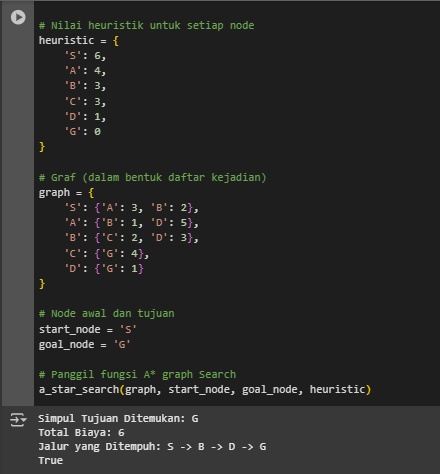 # Nilai heuristik untuk setiap node
heuristic = {
    'S': 6,
    'A': 4,
    'B': 3,
    'C': 3,
    'D': 1,
    'G': 0
}
# Graf (dalam bentuk daftar kejadian)
graph = {
    'S': {'A': 3, 'B': 2},
    'A': {'B': 1, 'D': 5},
    'B': {'C': 2, 'D': 3},
    'C': {'G': 4},
    'D': {'G': 1}
}
# Node awal dan tujuan
start_node = 'S'
goal_node = 'G'
# Panggil fungsi A* graph Search
a_star_search(graph, start_node, goal_node, heuristic)
Simpul Tujuan Ditemukan: G
Total Biaya: 6
Jalur yang Ditempuh: S -> B -> D -> G
True